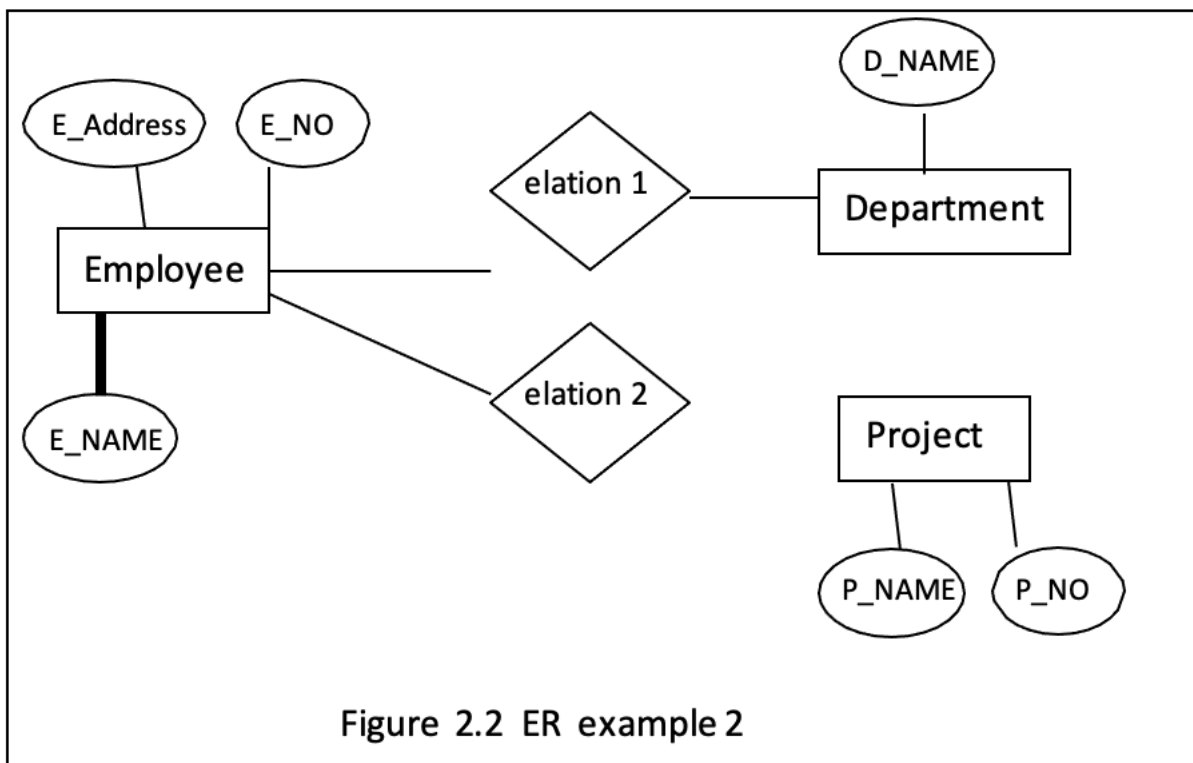 D_NAME
E_Address
E_NO
elation 1
Department
Employee
elation 2
E_NAME
Project
P_NAME
P_NO
Figure 2.2 ER example 2